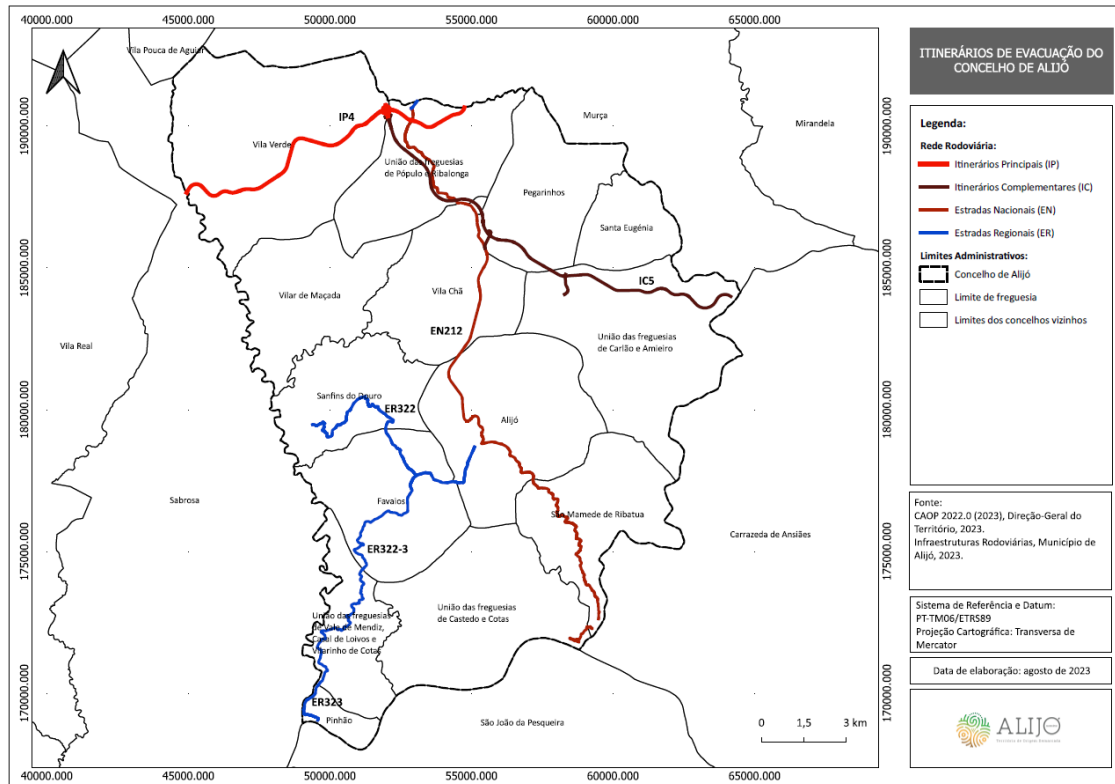 40000.000 45000.000 50000.000 55000.000 60000.000 65000.000
190000.000
185000.000
180000.000
175000.000
170000.000
190000.000
185000.000
180000.000
175000.000
170000.000
Vila Pouca de Aguiar
Murça
Mirandela
IP4
Vila Verde
União das freguesias
de Pópulo e Ribalonga
Pegarinhos
Santa Eugénia
IC5
Vilar de Maçada
Vila Chã
EN212
União das freguesias
de Carlão e Amieiro
Vila Real
Sanfins do Douro
ER322
Alijó
Sabrosa
Favaios
São Mamede de Ribatua
Carrazeda de Ansiães
ER322-3
União das freguesias
de Vale de Mendiz,
Casal de Loivos e
Vilarinho de Cotas
União das freguesias
de Castedo e Cotas
ER323
Pinhão
São João da Pesqueira
0 1,5 3 km
40000.000 45000.000 50000.000 55000.000 60000.000 65000.000
ITINERÁRIOS DE EVACUAÇÃO DO
CONCELHO DE ALIJÓ
Legenda:
Rede Rodoviária:
Itinerários Principais (IP)
Itinerários Complementares (IC)
Estradas Nacionais (EN)
Estradas Regionais (ER)
Limites Administrativos:
Concelho de Alijó
Limite de freguesia
Limites dos concelhos vizinhos
Fonte:
CAOP 2022.0 (2023), Direção-Geral do
Território, 2023.
Infraestruturas Rodoviárias, Município de
Alijó, 2023.
Sistema de Referência e Datum:
PT-TM06/ETRS89
Projeção Cartográfica: Transversa de
Mercator
Data de elaboração: agosto de 2023
ALIJÓ